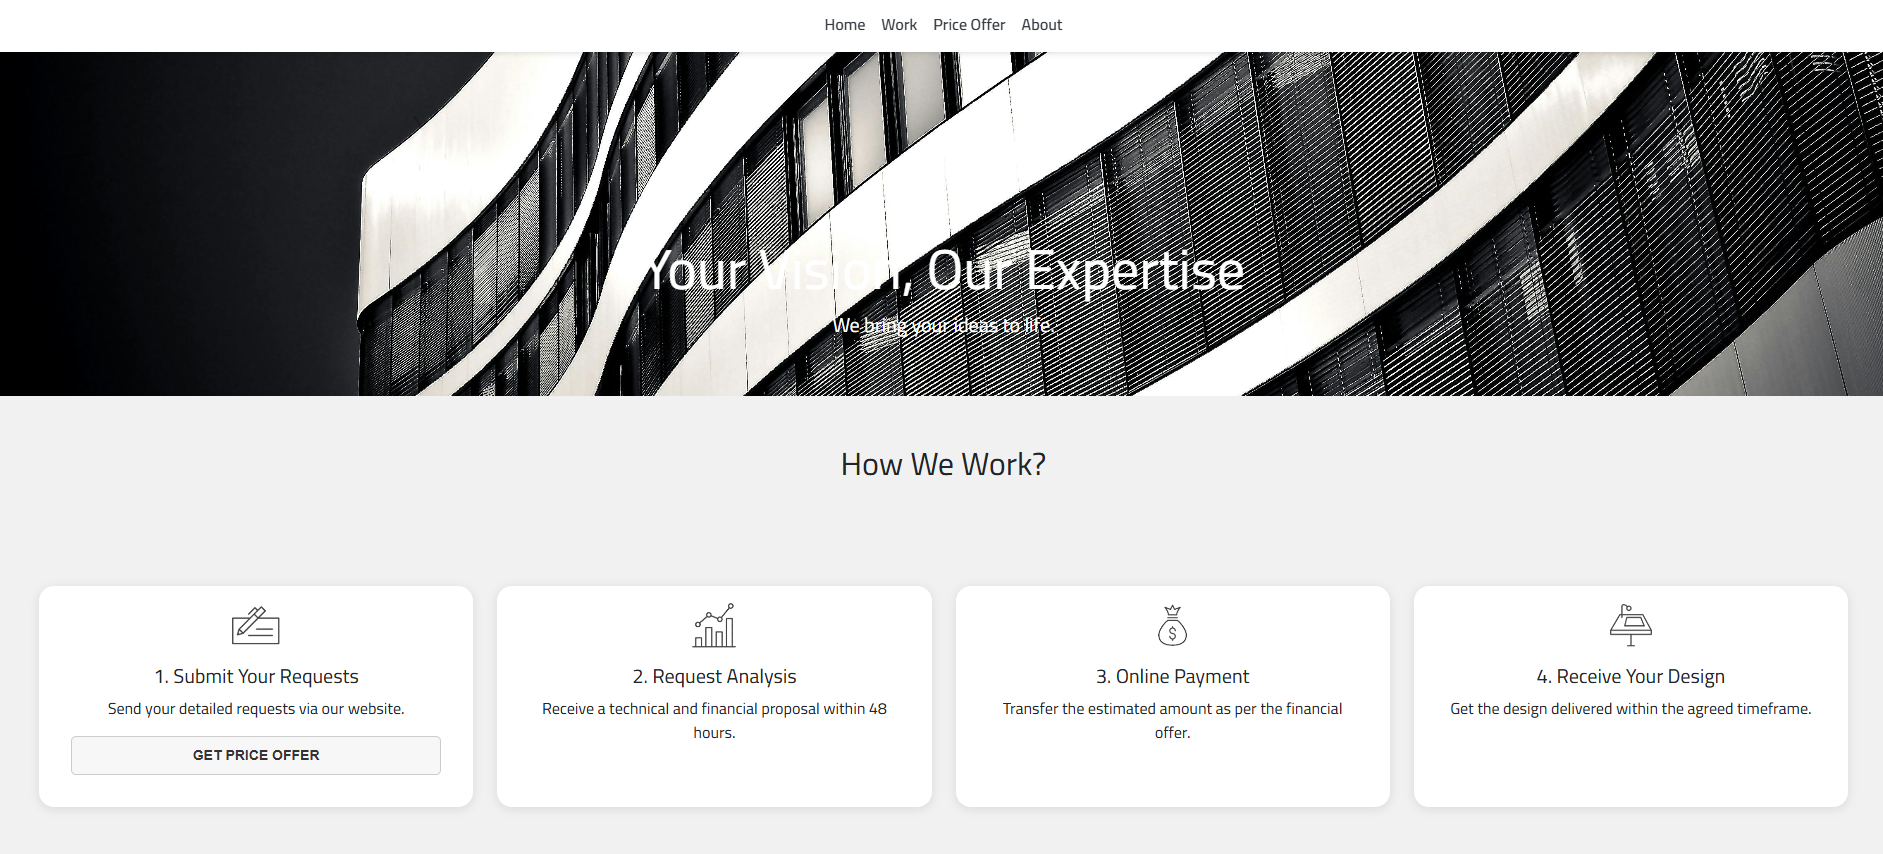 Home Work Price Offer About
Your Vision, Our Expertise
We bring your ideas to life.
How We Work?
1. Submit Your Requests
Send your detailed requests via our website.
GET PRICE OFFER
2. Request Analysis
Receive a technical and financial proposal within 48
hours.
3. Online Payment
Transfer the estimated amount as per the financial
offer.
4. Receive Your Design
Get the design delivered within the agreed timeframe.